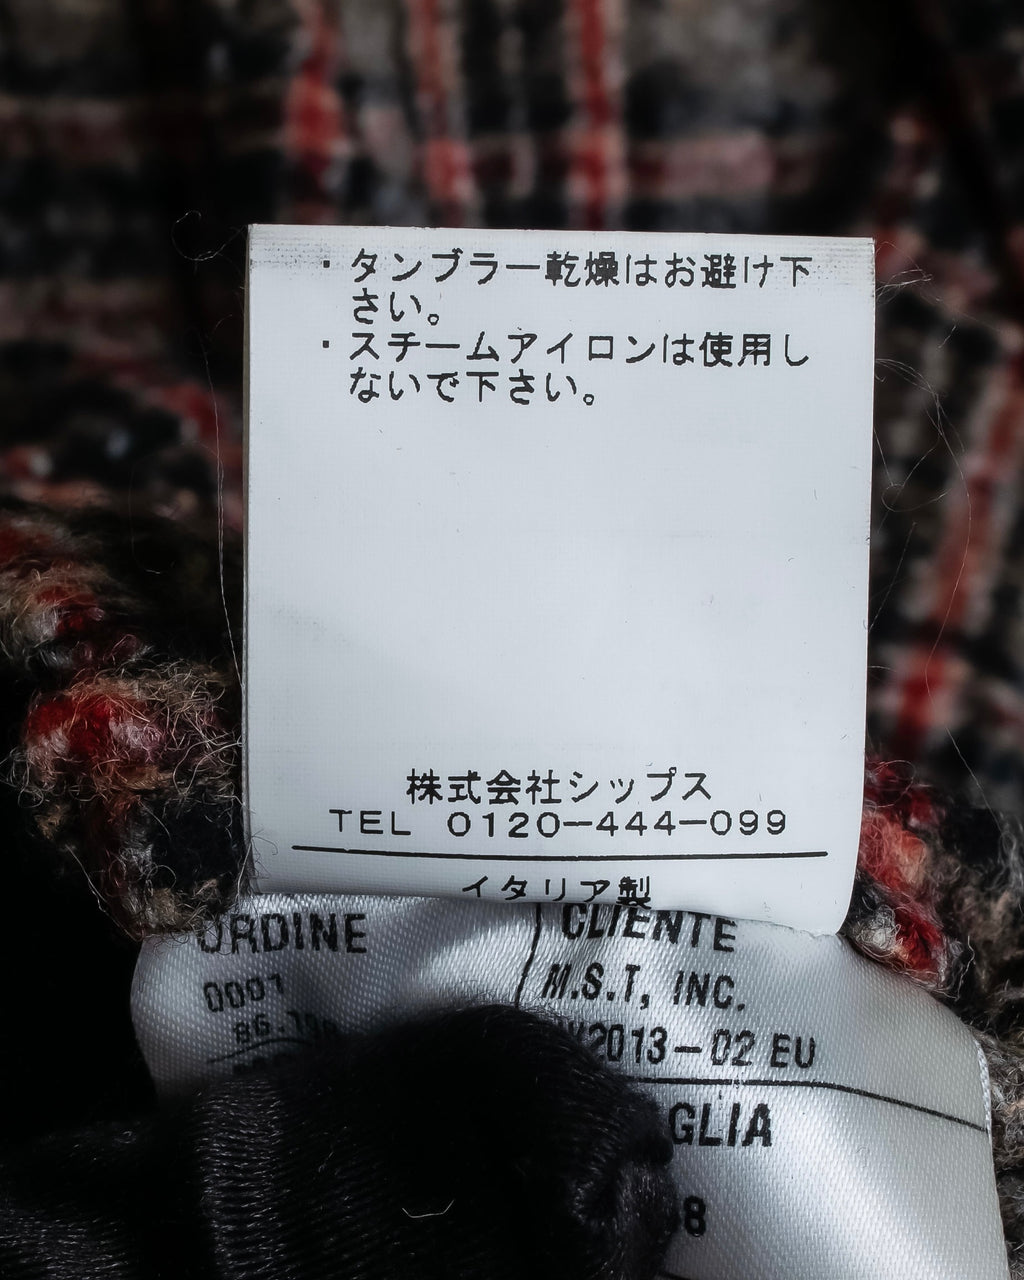 ・タンブラー乾燥はお避け下
さい。
・スチームアイロンは使用し
ないで下さい。
株式会社シップス
TEL 0120-444-099
イタリア製
ORDINE
CLIENTE
0001
M.S.T, INC.
2013-02 EU
GLIA
8